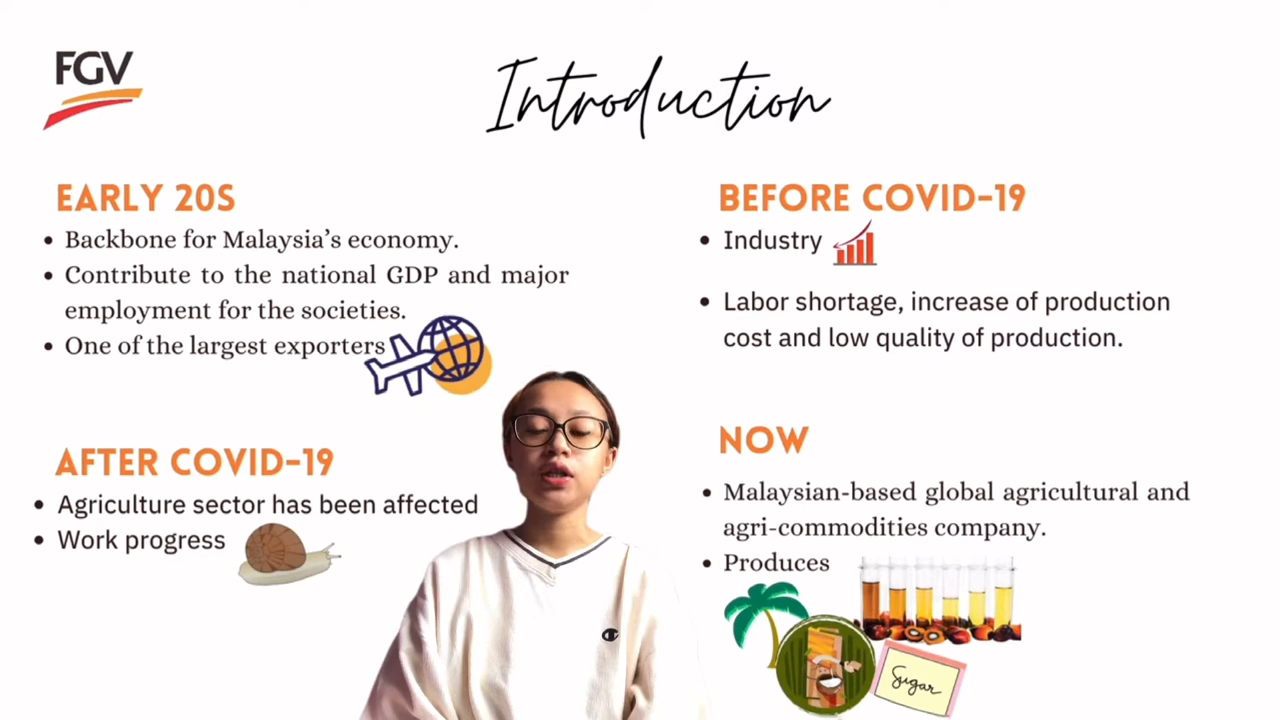 FGV
Introduction
EARLY 20S
• Backbone for Malaysia's economy.
• Contribute to the national GDP and major
employment for the societies.
• One of the largest exporters
BEFORE COVID-19
• Industry
• Labor shortage, increase of production
cost and low quality of production.
AFTER COVID-19
• Agriculture sector has been affected
• Work progress
NOW
• Malaysian-based global agricultural and
agri-commodities company.
• Produces
Sugar